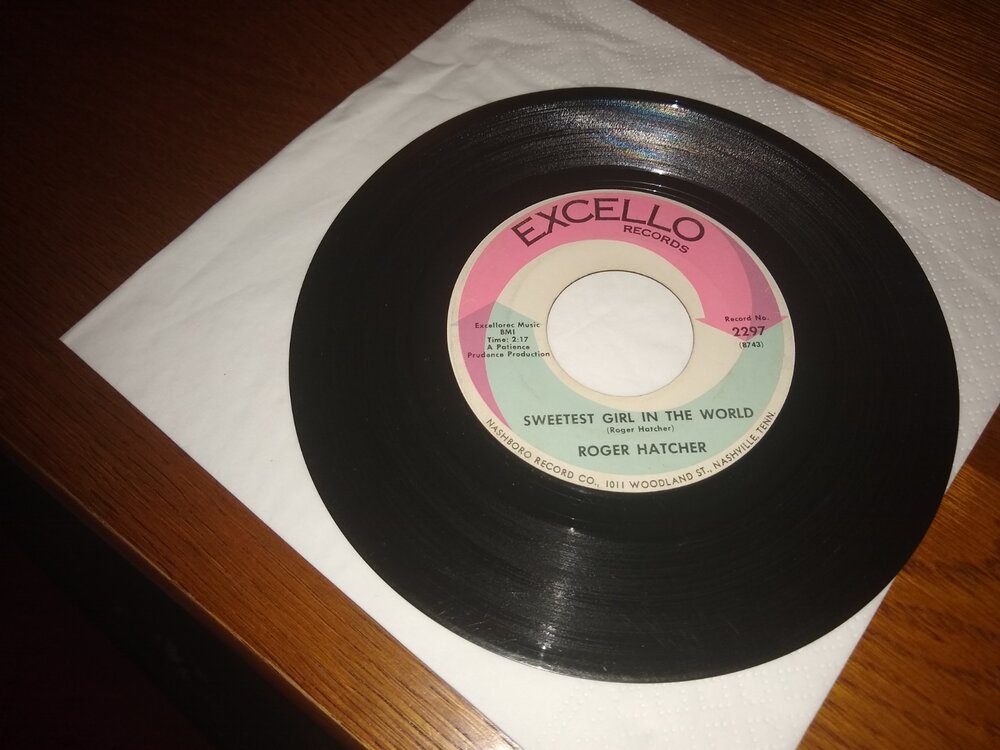 EXCELLO
RECORDS
Excellorec Music
BMI
Time: 2:17
A Patience
Prudence Production
Record No.
2297
(8743)
SWEETEST GIRL IN THE WORLD
(Roger Hatcher)
ROGER HATCHER
NASHBORO RECORD CO., 1011 WOODLAND ST., NASHVILLE, TENN.